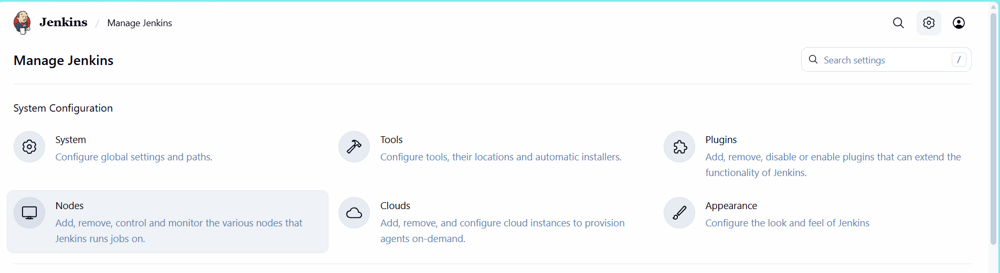 Jenkins / Manage Jenkins
Manage Jenkins
Search settings /
System Configuration
System
Configure global settings and paths.
Tools
Configure tools, their locations and automatic installers.
Plugins
Add, remove, disable or enable plugins that can extend the
functionality of Jenkins.
Nodes
Add, remove, control and monitor the various nodes that
Jenkins runs jobs on.
Clouds
Add, remove, and configure cloud instances to provision
agents on-demand.
Appearance
Configure the look and feel of Jenkins